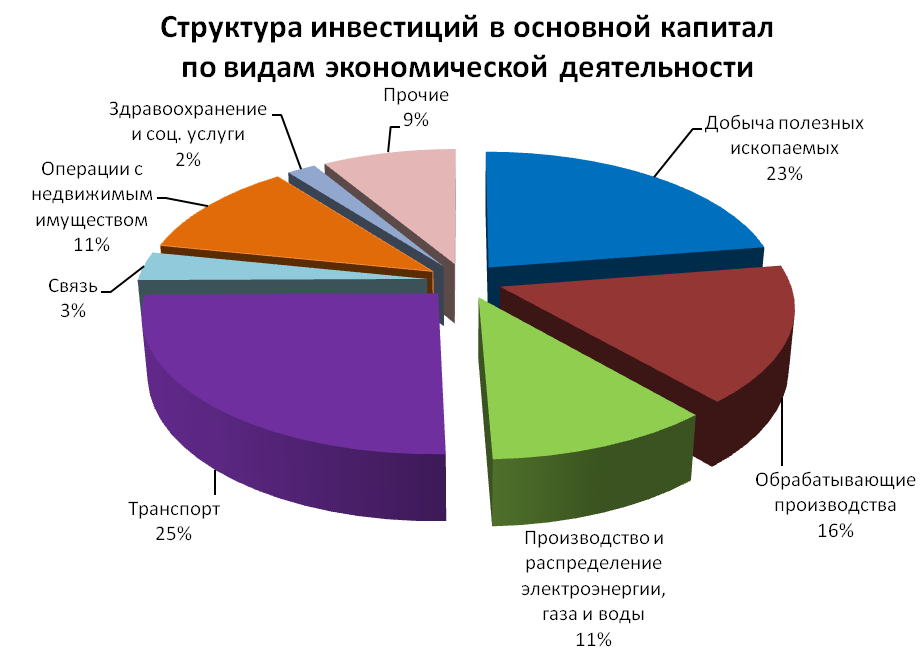 Структура инвестиций в основной капитал
по видам экономической деятельности
Прочие
9%
Здравоохранение
и соц. услуги
2%
Операции с
недвижимым
имуществом
11%
Связь
3%
Транспорт
25%
Добыча полезных
ископаемых
23%
Обрабатывающие
производства
16%
Производство и
распределение
электроэнергии,
газа и воды
11%